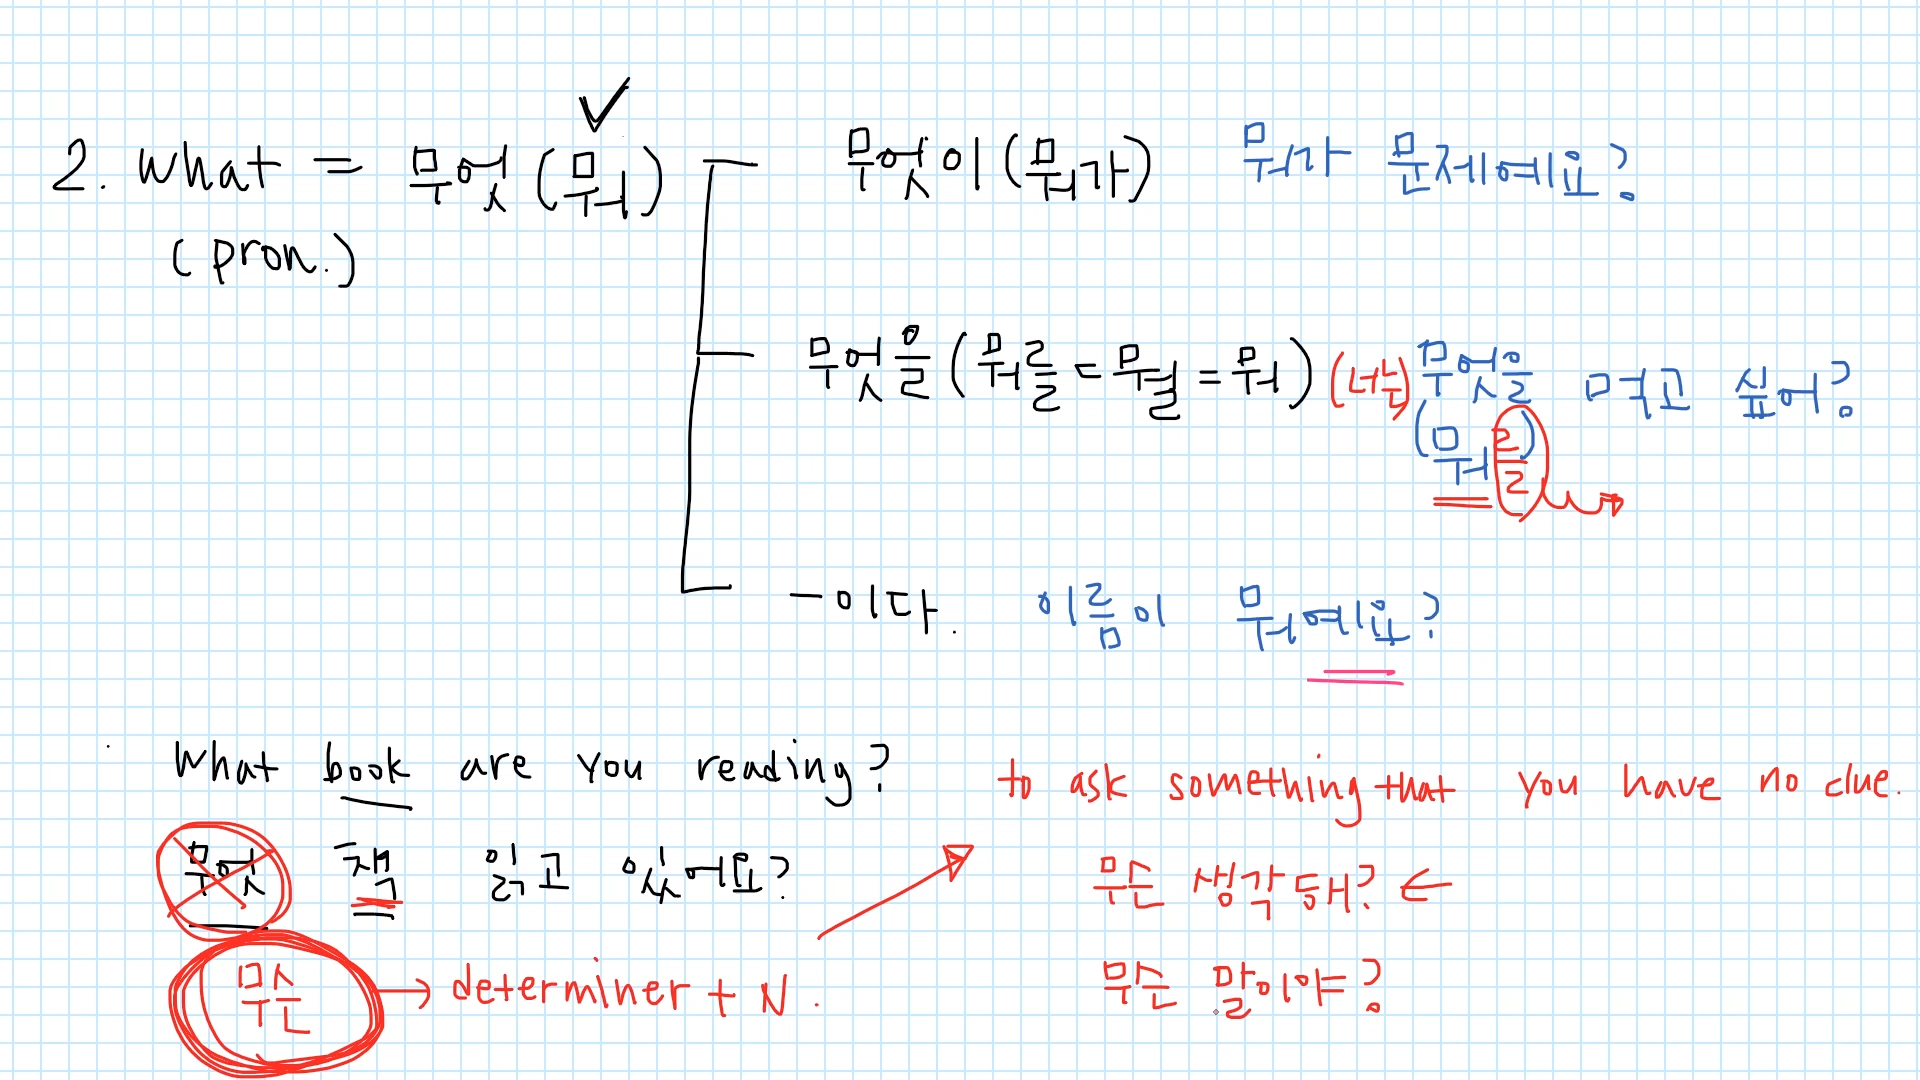 2. What = 무엇 (뭐) 무엇이 (뭐가) 뭐가 문제예요?
(pron.)
무엇을 (뭐를 = 뭘 = 뭐) (너는) 무엇을 먹고 싶어?
(뭐를)
-이다. 이름이 뭐예요?
What book are you reading?
to ask something that you have no clue.
무엇 책 읽고 있어요?
무슨 생각해?
무슨 → determiner + N.
무슨 말이야?